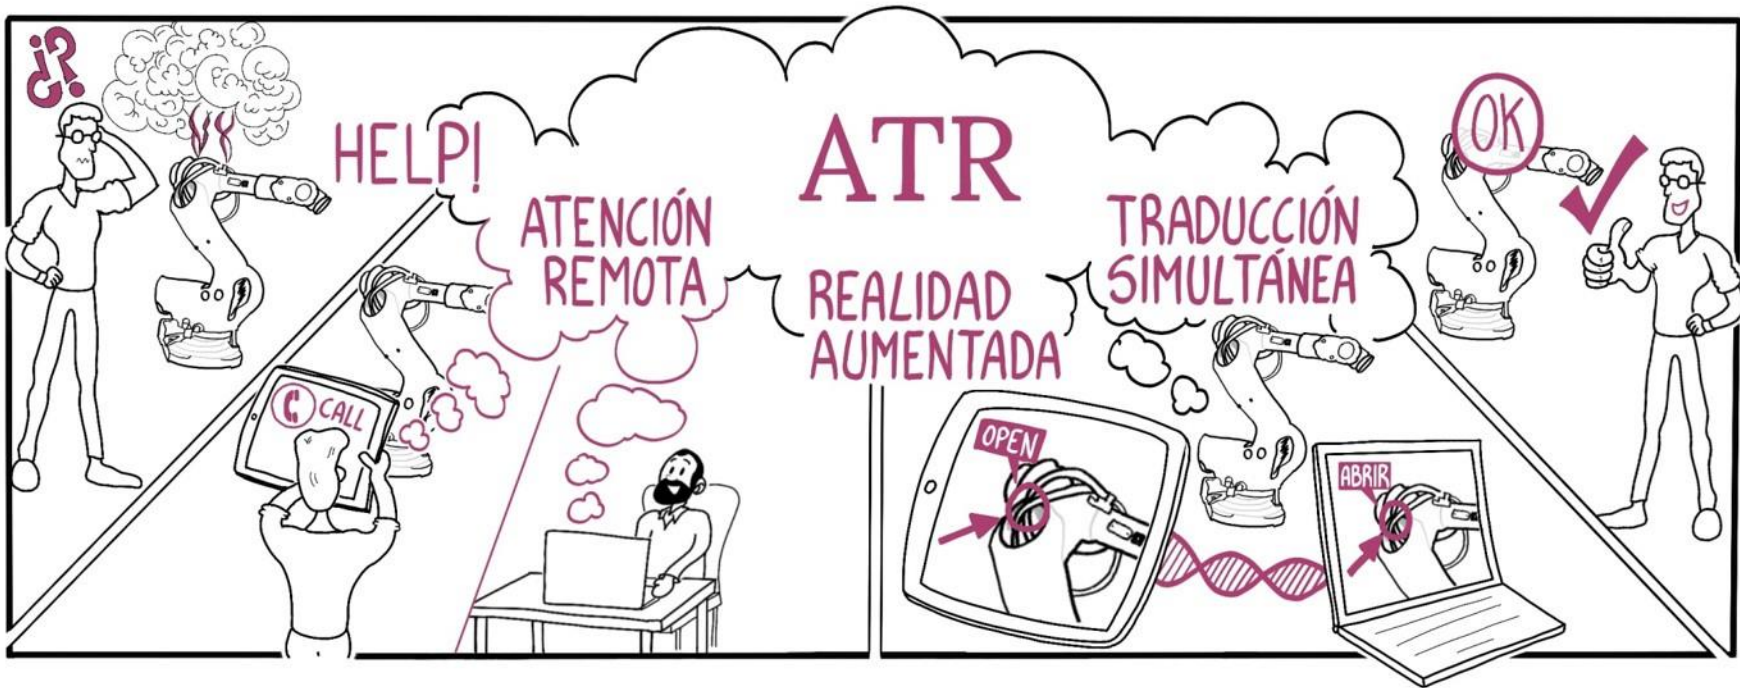 ¿?
HELP!
CALL
ATR
ATENCIÓN
REMOTA
REALIDAD
AUMENTADA
TRADUCCIÓN
SIMULTÁNEA
OPEN
ABRIR
OK